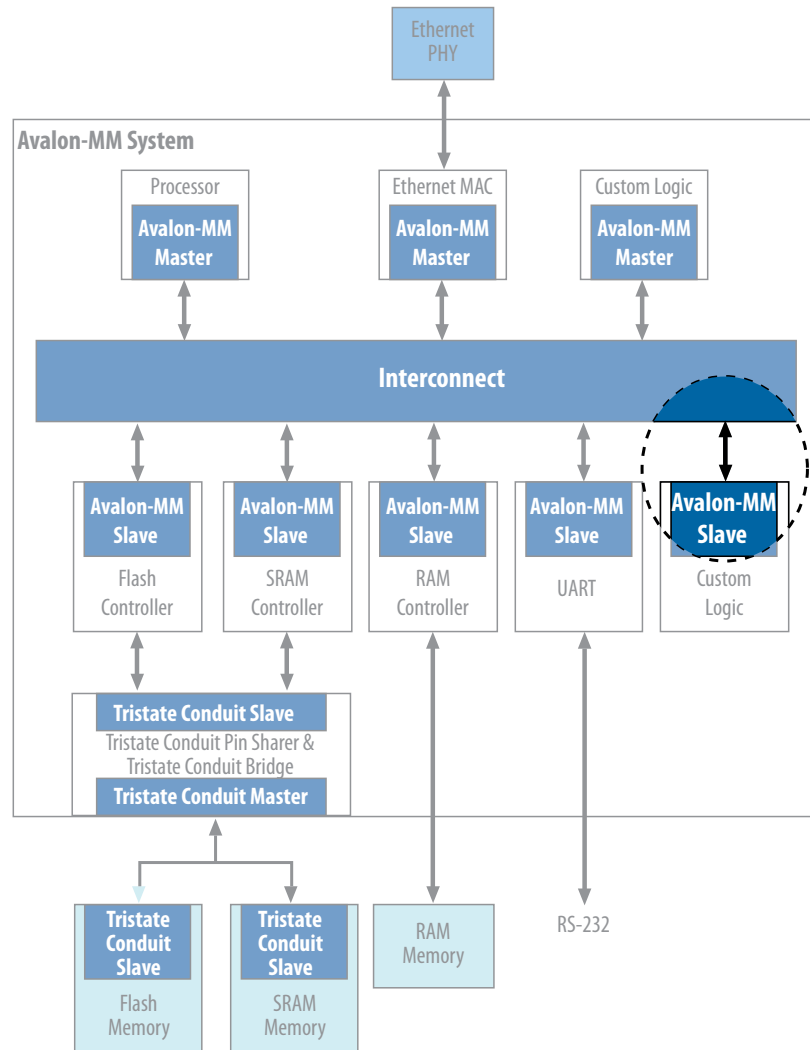 Ethernet
PHY
Avalon-MM System
Processor
Avalon-MM
Master
Ethernet MAC
Avalon-MM
Master
Custom Logic
Avalon-MM
Master
Interconnect
Avalon-MM
Slave
Flash
Controller
Avalon-MM
Slave
SRAM
Controller
Avalon-MM
Slave
RAM
Controller
Avalon-MM
Slave
UART
Avalon-MM
Slave
Custom
Logic
Tristate Conduit Slave
Tristate Conduit Pin Sharer &
Tristate Conduit Bridge
Tristate Conduit Master
Tristate
Conduit
Slave
Flash
Memory
Tristate
Conduit
Slave
SRAM
Memory
RAM
Memory
RS-232